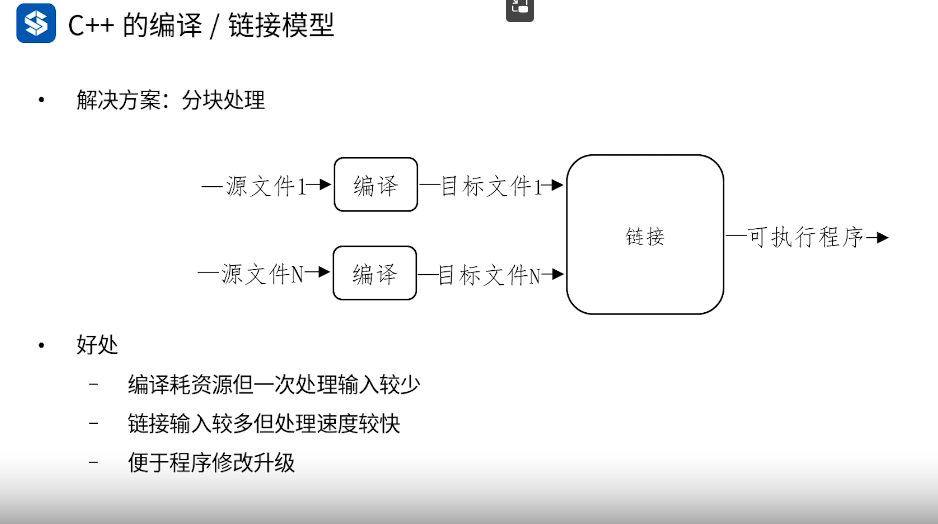 C++ 的编译 / 链接模型
• 解决方案：分块处理
源文件1 编译 目标文件1
链接 可执行程序
源文件N 编译 目标文件N
• 好处
– 编译耗资源但一次处理输入较少
– 链接输入较多但处理速度较快
– 便于程序修改升级